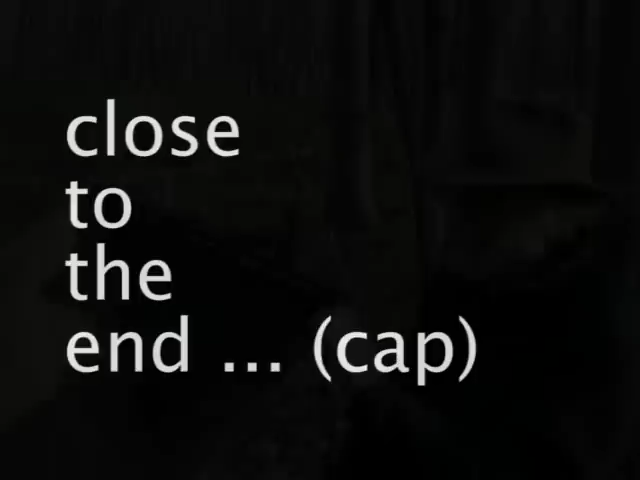 close
to
the
end ... (cap)